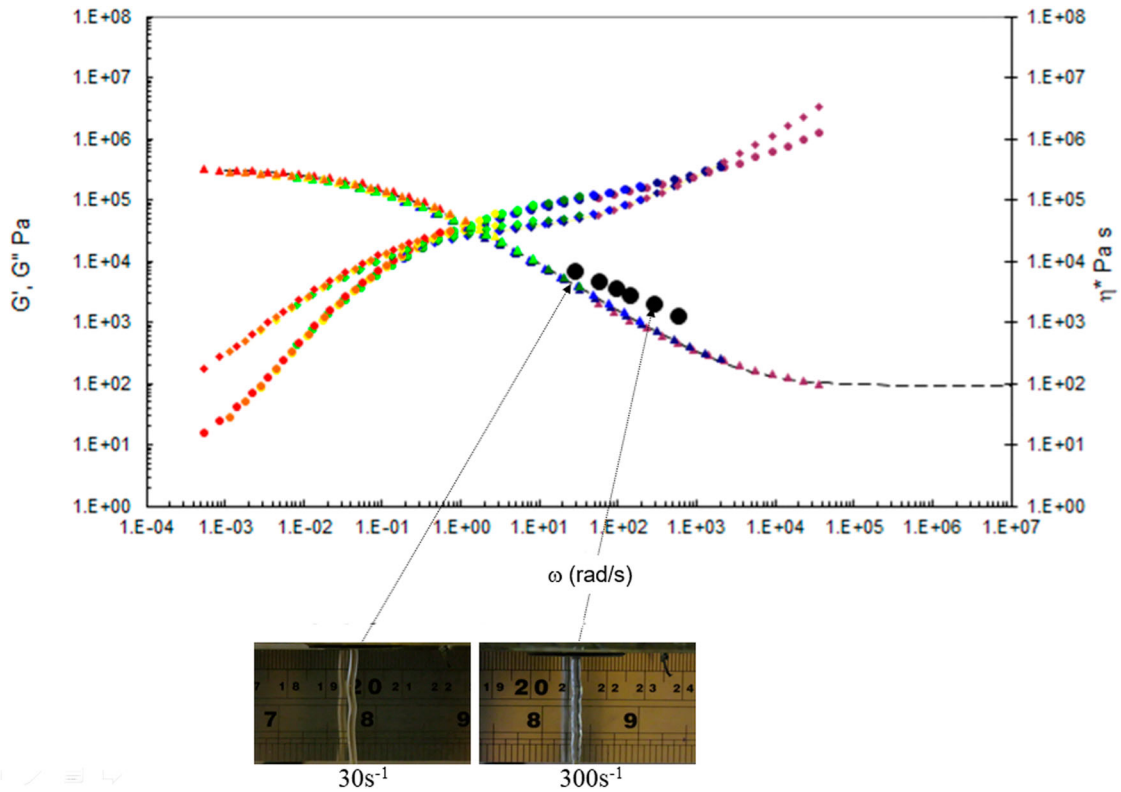 1.E+08 1.E+08
1.E+07 1.E+07
1.E+06 1.E+06
1.E+05 1.E+05
1.E+04 1.E+04
1.E+03 1.E+03
1.E+02 1.E+02
1.E+01 1.E+01
1.E+00 1.E+00
G', G" Pa
η* Pa s
1.E-04 1.E-03 1.E-02 1.E-01 1.E+00 1.E+01 1.E+02 1.E+03 1.E+04 1.E+05 1.E+06 1.E+07
ω (rad/s)
18 19 20 21 22
7 8 9
19 20 2 22 23 24
8 9
30s⁻¹ 300s⁻¹